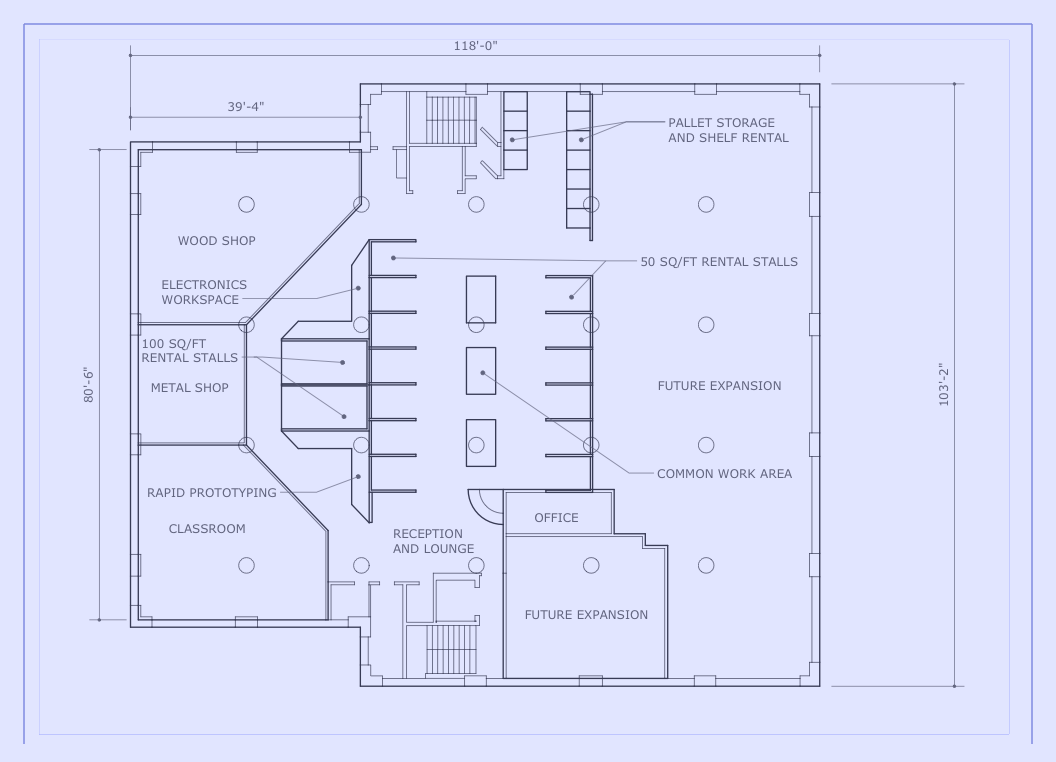 118'-0"
39'-4"
PALLET STORAGE
AND SHELF RENTAL
WOOD SHOP
50 SQ/FT RENTAL STALLS
ELECTRONICS
WORKSPACE
100 SQ/FT
RENTAL STALLS
METAL SHOP
80'-6"
FUTURE EXPANSION
103'-2"
COMMON WORK AREA
RAPID PROTOTYPING
CLASSROOM
OFFICE
RECEPTION
AND LOUNGE
FUTURE EXPANSION